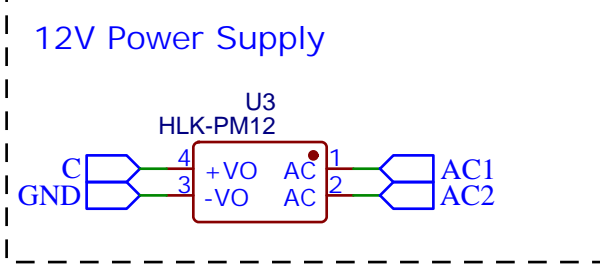 12V Power Supply
U3
HLK-PM12
C 4 +VO AC 1 AC1
GND 3 -VO AC 2 AC2